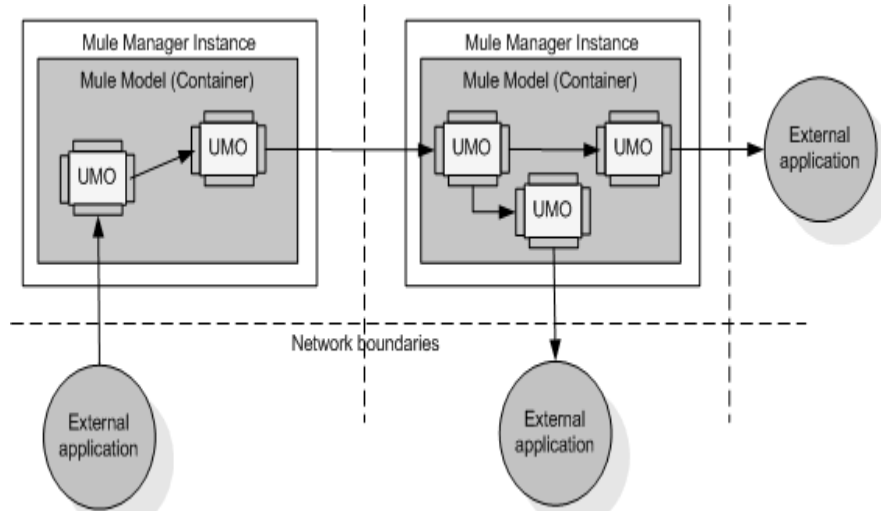 Mule Manager Instance
Mule Model (Container)
UMO
UMO
Mule Manager Instance
Mule Model (Container)
UMO
UMO
UMO
External
application
Network boundaries
External
application
External
application